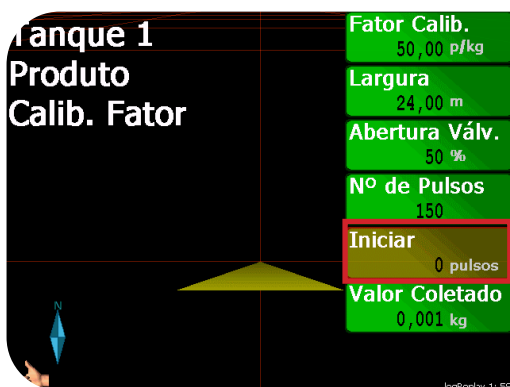 Tanque 1
Produto
Calib. Fator
Fator Calib.
50,00 p/kg
Largura
24,00 m
Abertura Válv.
50 %
Nº de Pulsos
150
Iniciar
0 pulsos
Valor Coletado
0,001 kg
N